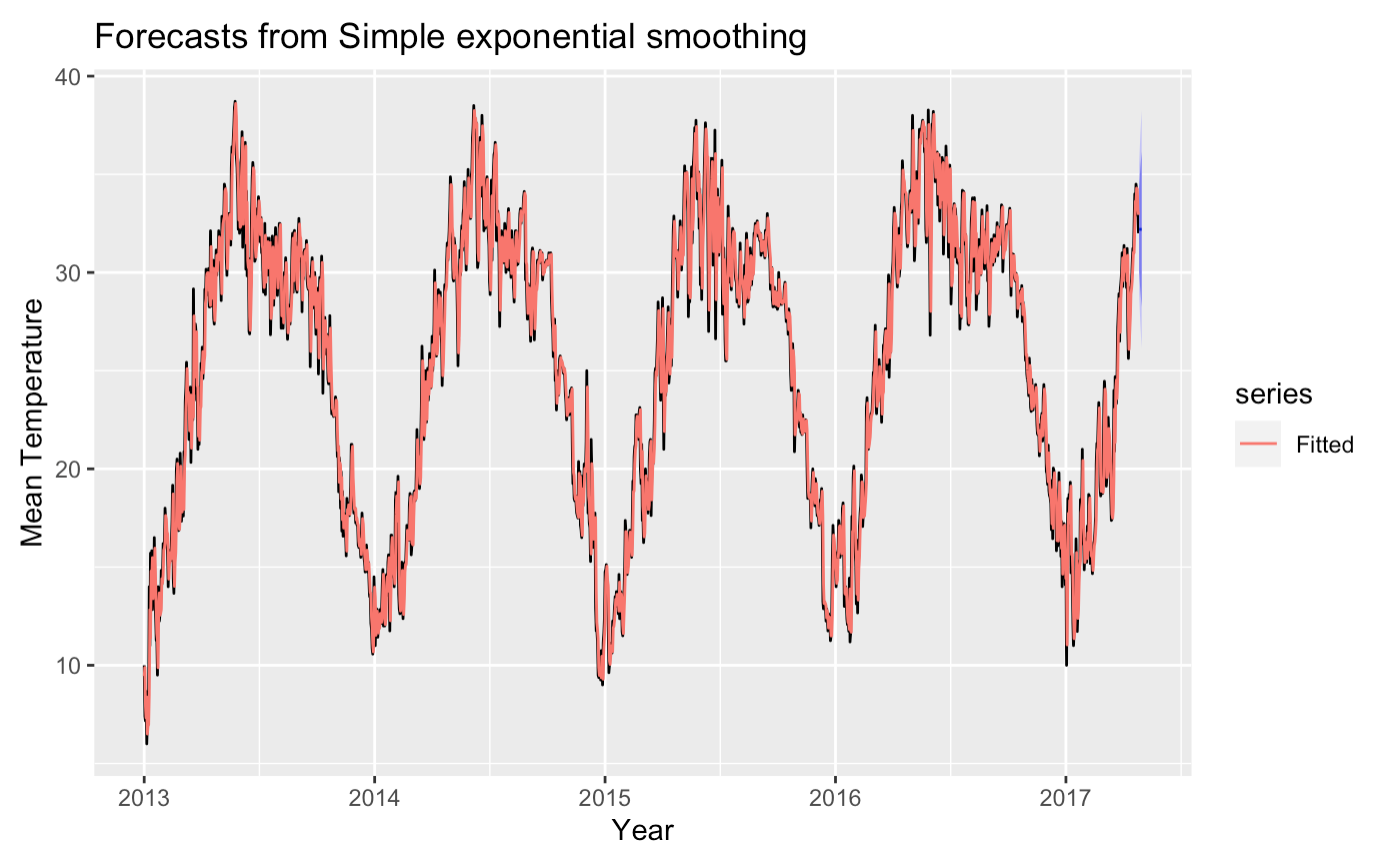 Forecasts from Simple exponential smoothing
40
30
20
10
Mean Temperature
2013 2014 2015 2016 2017
Year
series
Fitted